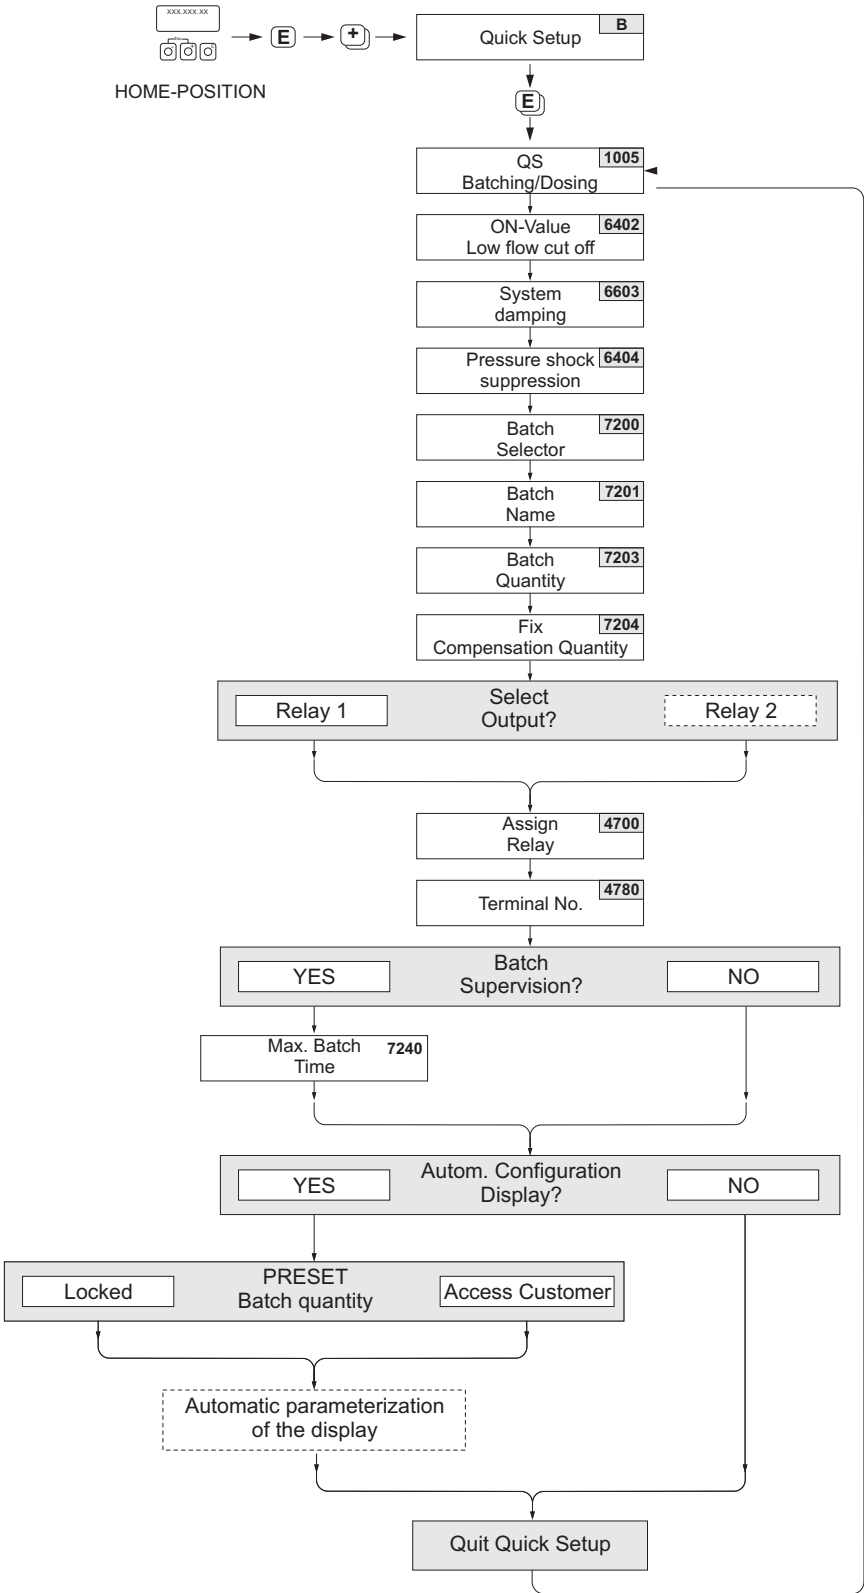 XXX.XXX.XX
Esc
E
+
Quick Setup
B
HOME-POSITION
E
QS
1005
Batching/Dosing
ON-Value
6402
Low flow cut off
System
6603
damping
Pressure shock
6404
suppression
Batch
7200
Selector
Batch
7201
Name
Batch
7203
Quantity
Fix
7204
Compensation Quantity
Select
Output?
Relay 1
Relay 2
Assign
4700
Relay
Terminal No.
4780
Batch
Supervision?
YES
NO
Max. Batch
7240
Time
Autom. Configuration
Display?
YES
NO
PRESET
Batch quantity
Locked
Access Customer
Automatic parameterization
of the display
Quit Quick Setup